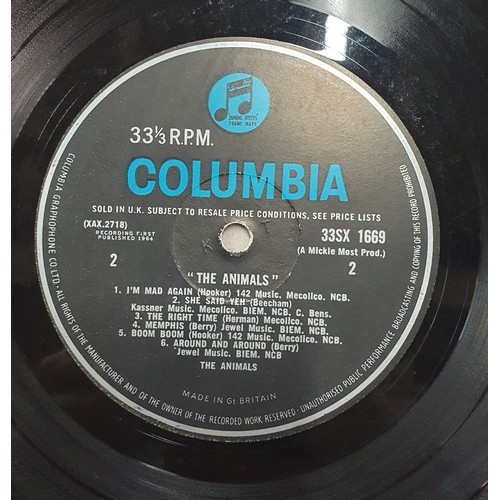 MAGIC NOTES
TRADE MARK
33⅓ R.P.M.
COLUMBIA
SOLD IN U.K. SUBJECT TO RESALE PRICE CONDITIONS, SEE PRICE LISTS
(XAX.2718)
RECORDING FIRST
PUBLISHED 1964
33SX 1669
(A Mickie Most Prod.)
2
2
"THE ANIMALS"
1. I'M MAD AGAIN (Hooker) 142 Music. Mecolico. NCB.
2. SHE SAID YEH (Beecham)
Kassner Music. Mecolico. BIEM. NCB, C. Bens.
3. THE RIGHT TIME (Herman) Mecolico. NCB.
4. MEMPHIS (Berry) Jewel Music. BIEM. NCB.
5. BOOM BOOM (Hooker) 142 Music. Mecolico. NCB.
6. AROUND AND AROUND (Berry)
Jewel Music. BIEM. NCB
THE ANIMALS
MADE IN Gt BRITAIN
COLUMBIA GRAPHOPHONE CO LTD · ALL RIGHTS OF THE MANUFACTURER AND OF THE OWNER OF THE RECORDED WORK RESERVED · UNAUTHORISED PUBLIC PERFORMANCE BROADCASTING AND COPYING OF THIS RECORD PROHIBITED